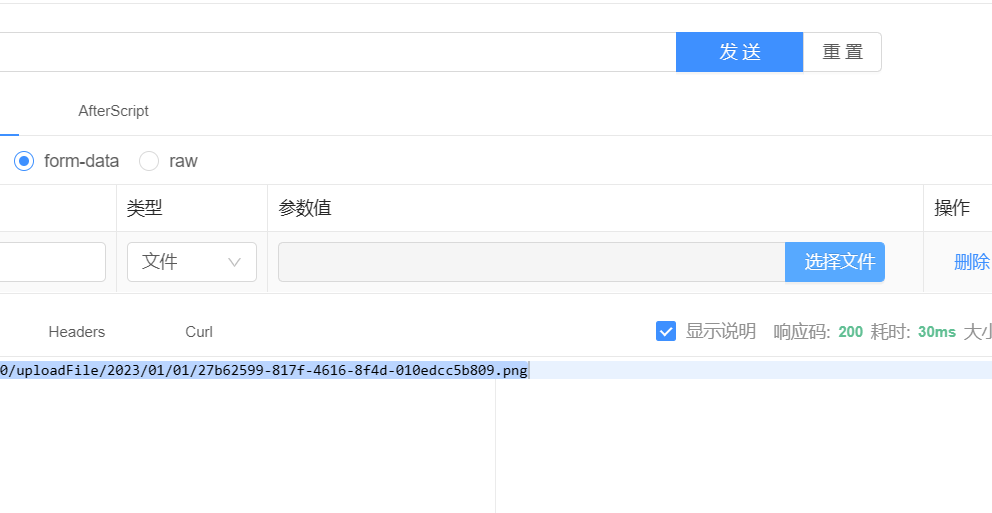 发 送 重 置
AfterScript
form-data raw
类型 参数值 操作
文件 选择文件 删除
Headers Curl 显示说明 响应码: 200 耗时: 30ms 大
0/uploadFile/2023/01/01/27b62599-817f-4616-8f4d-010edcc5b809.png